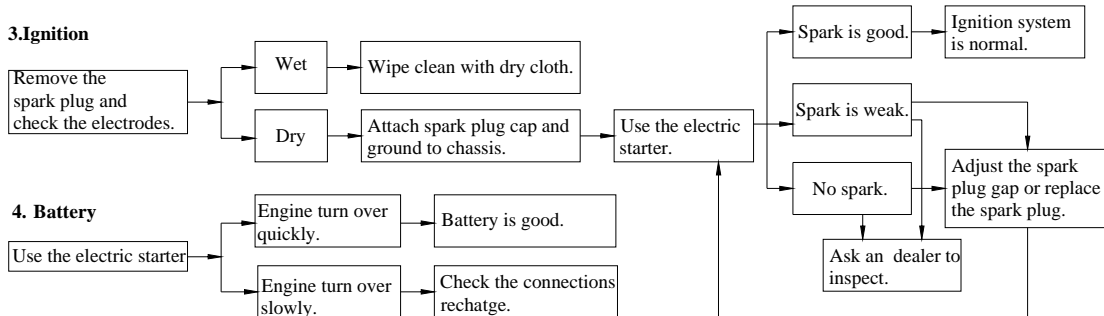 3.Ignition
Remove the
spark plug and
check the electrodes.
Wet
Wipe clean with dry cloth.
Dry
Attach spark plug cap and
ground to chassis.
Use the electric
starter.
Spark is good.
Ignition system
is normal.
Spark is weak.
No spark.
Adjust the spark
plug gap or replace
the spark plug.
Ask an dealer to
inspect.
4. Battery
Use the electric starter
Engine turn over
quickly.
Battery is good.
Engine turn over
slowly.
Check the connections
rechatge.